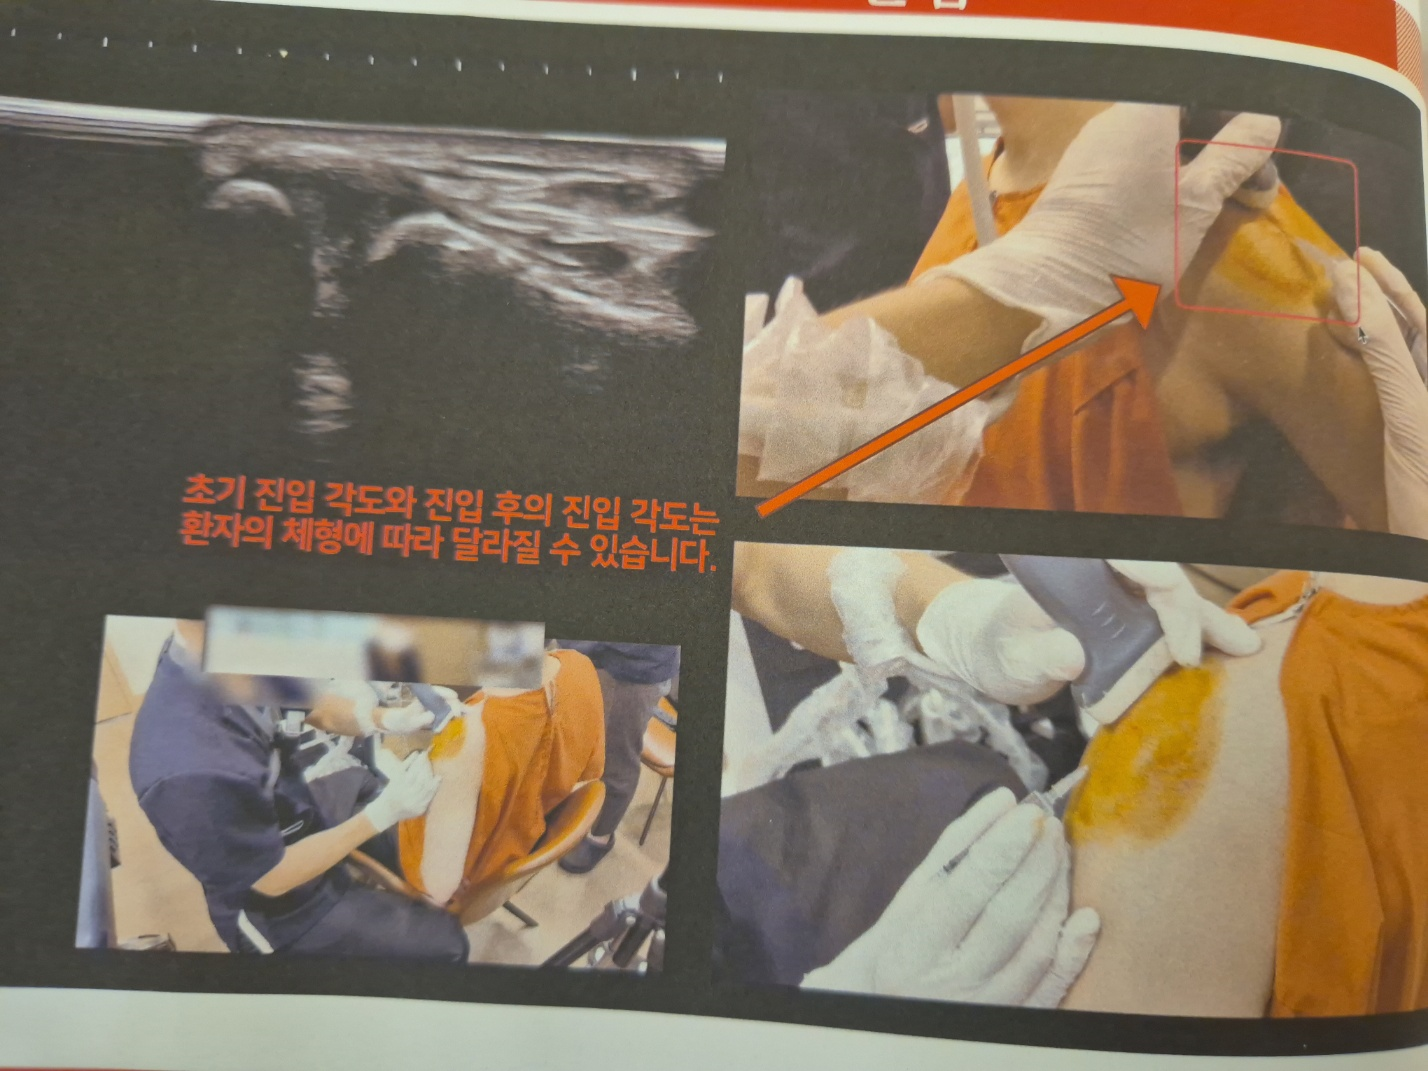 초기 진입 각도와 진입 후의 진입 각도는
환자의 체형에 따라 달라질 수 있습니다.